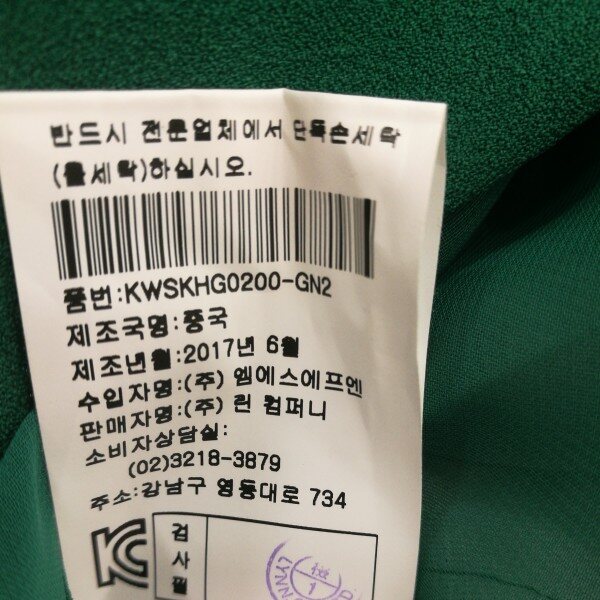 반드시 전문업체에서 단독손세탁
(울세탁)하십시오.
품번:KWSKHG0200-GN2
제조국명:중국
제조년월:2017년 6월
수입자명:(주) 엠에스에프엔
판매자명:(주) 린 컴퍼니
소비자상담실:
(02)3218-3879
주소:강남구 영동대로 734
검
사
필
1
LYNN